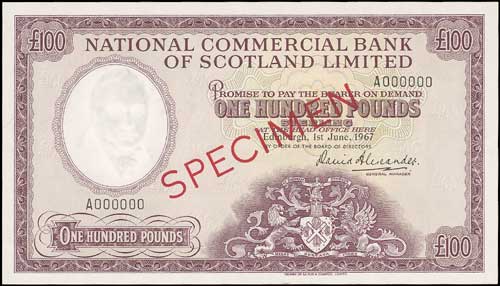 £100
£100
NATIONAL COMMERCIAL BANK
OF SCOTLAND LIMITED
A000000
PROMISE TO PAY THE BEARER ON DEMAND
ONE HUNDRED POUNDS
STERLING
AT THE HEAD OFFICE HERE
Edinburgh, 1st June, 1967
BY ORDER OF THE BOARD OF DIRECTORS
David Alexander
GENERAL MANAGER
SPECIMEN
A000000
ONE HUNDRED POUNDS
£100